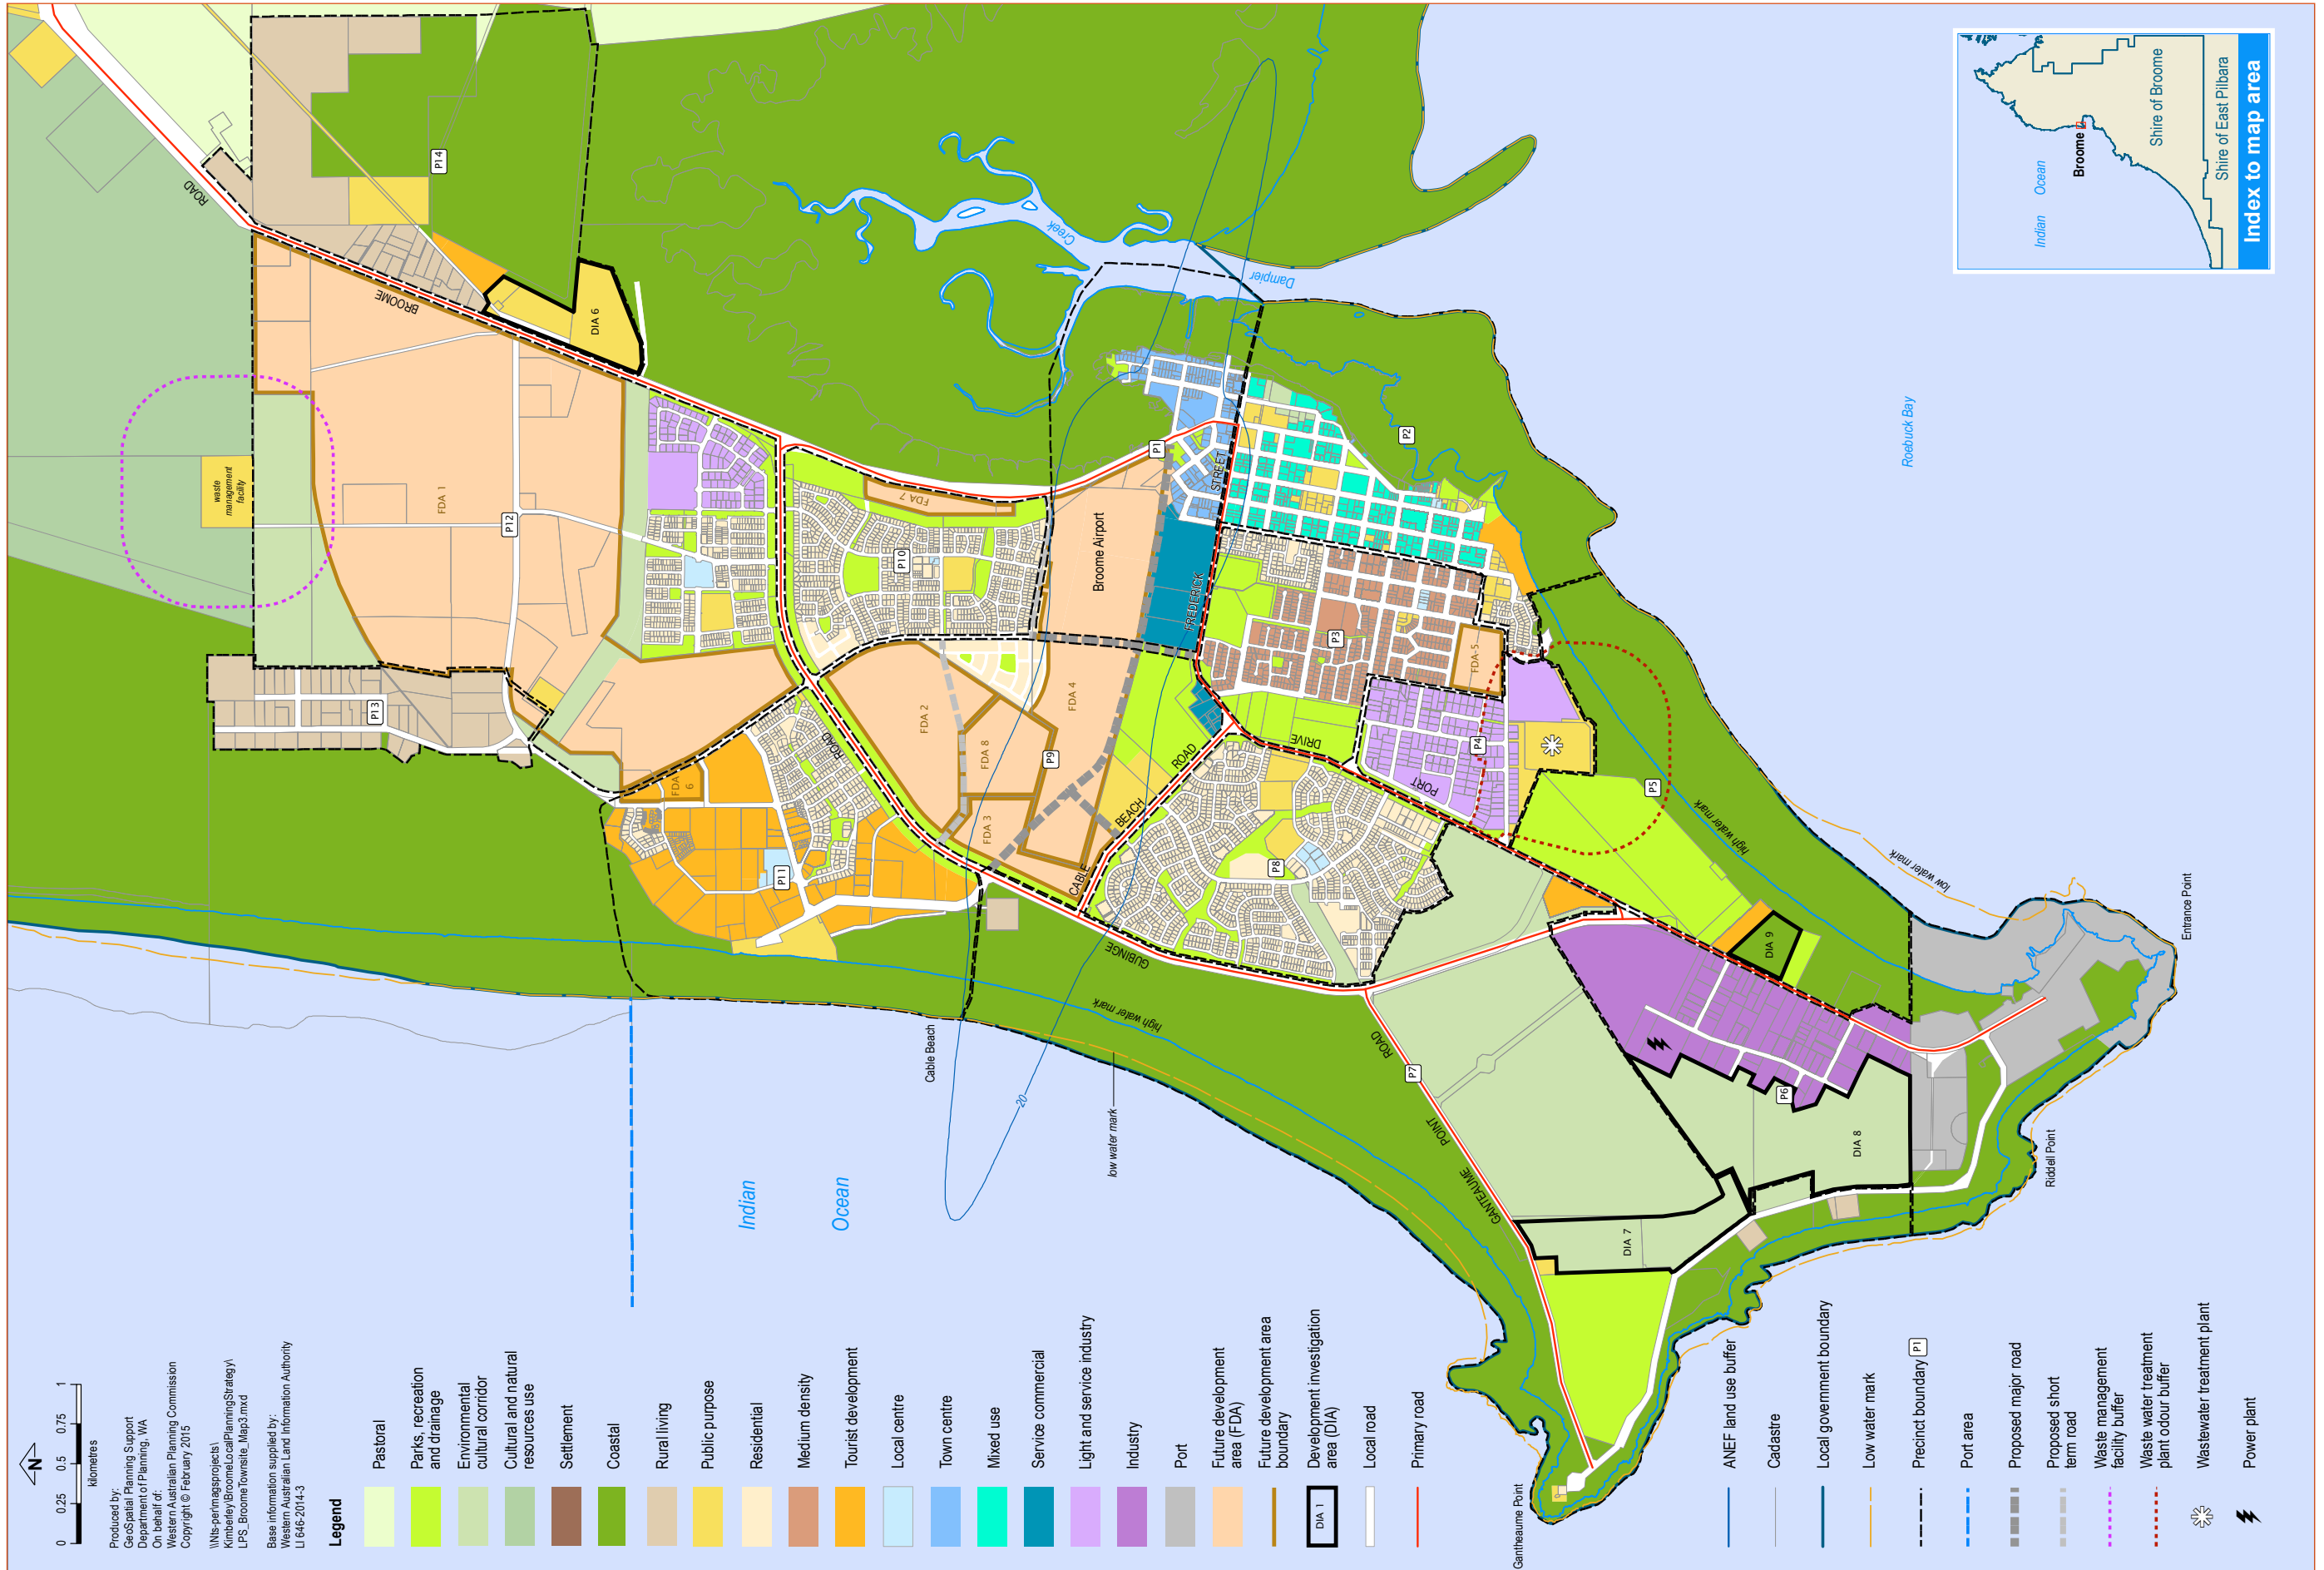 N
0 0.25 0.5 0.75 1
kilometres
Produced by:
GeoSpatial Planning Support
Department of Planning, WA
On behalf of:
Western Australian Planning Commission
Copyright © February 2015
\\Nts-per\magsprojects\
Kimberley\BroomeLocalPlanningStrategy\
LPS_BroomeTownsite_Map3.mxd
Base information supplied by:
Western Australian Land Information Authority
LI 646-2014-3
Legend
Pastoral
Parks, recreation
and drainage
Environmental
cultural corridor
Cultural and natural
resources use
Settlement
Coastal
Rural living
Public purpose
Residential
Medium density
Tourist development
Local centre
Town centre
Mixed use
Service commercial
Light and service industry
Industry
Port
Future development
area (FDA)
Future development area
boundary
DIA 1
Development investigation
area (DIA)
Local road
Primary road
ANEF land use buffer
Cadastre
Local government boundary
Low water mark
Precinct boundary P1
Port area
Proposed major road
Proposed short
term road
Waste management
facility buffer
Waste water treatment
plant odour buffer
Wastewater treatment plant
Power plant
Indian
Ocean
Cable Beach
low water mark
high water mark
20
Gantheaume Point
Riddell Point
Entrance Point
low water mark
high water mark
Roebuck Bay
Dampier
Creek
ROAD
BROOME
P14
DIA 6
waste
management
facility
FDA 1
P12
P13
FDA
6
P11
ROAD
FDA 7
P10
Broome Airport
P1
FDA 2
FDA 8
FDA 4
FDA 3
P9
STREET
FREDERICK
P2
P3
FDA-5
DRIVE
ROAD
BEACH
CABLE
P4
PORT
P8
P5
GUBINGE
ROAD
P7
POINT
GANTEAUME
P6
DIA 9
DIA 8
DIA 7
Indian Ocean
Broome
Shire of Broome
Shire of East Pilbara
Index to map area